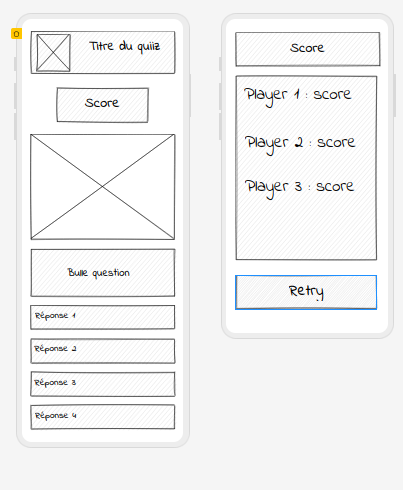 Titre du quiiz
Score
Bulle question
Réponse 1
Réponse 2
Réponse 3
Réponse 4
Score
Player 1 : score
Player 2 : score
Player 3 : score
Retry